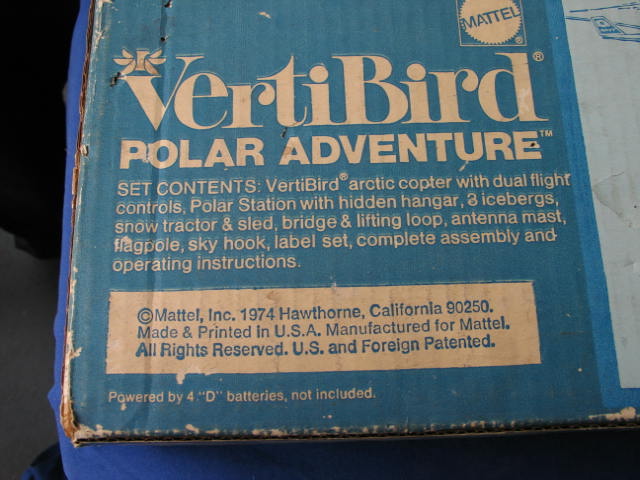 MATTEL®
VertiBird®
POLAR ADVENTURE™
SET CONTENTS: VertiBird® arctic copter with dual flight
controls, Polar Station with hidden hangar, 3 icebergs,
snow tractor & sled, bridge & lifting loop, antenna mast,
flagpole, sky hook, label set, complete assembly and
operating instructions.
©Mattel, Inc. 1974 Hawthorne, California 90250.
Made & Printed in U.S.A. Manufactured for Mattel.
All Rights Reserved. U.S. and Foreign Patented.
Powered by 4 "D" batteries, not included.